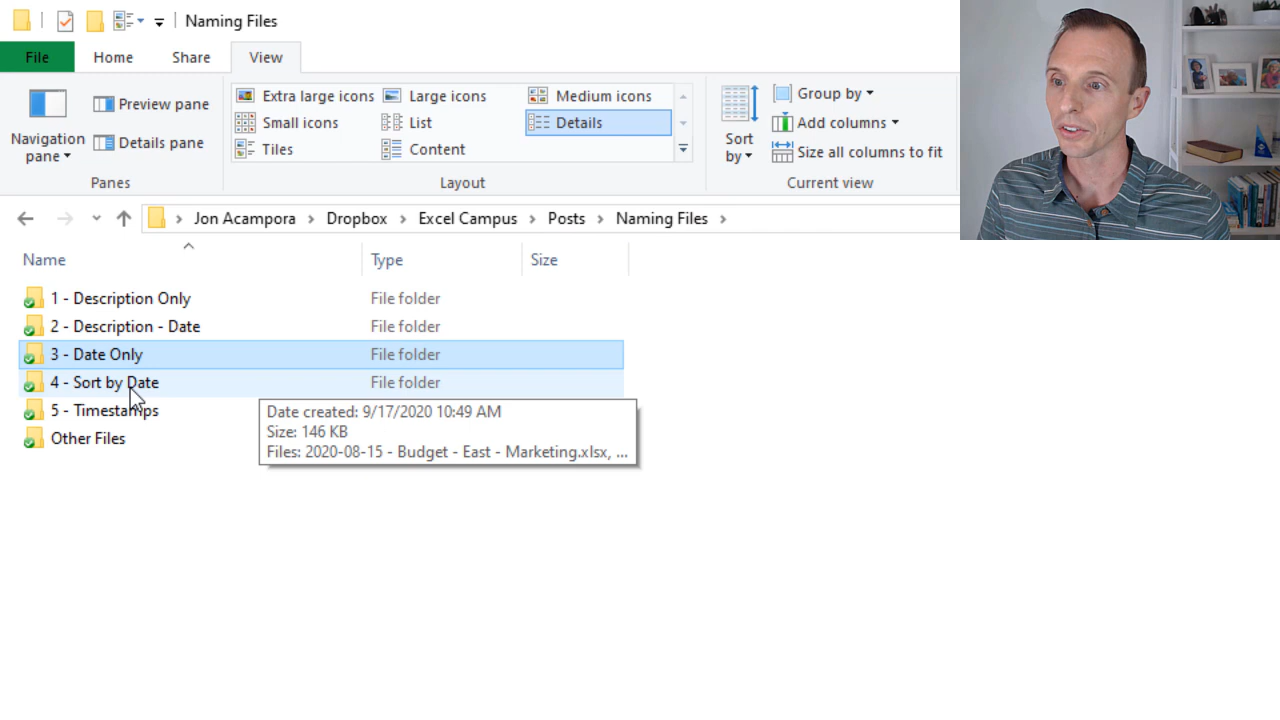 Naming Files
File Home Share View
Navigation pane
Preview pane
Details pane
Panes
Extra large icons Large icons Medium icons
Small icons List Details
Tiles Content
Layout
Sort by
Group by
Add columns
Size all columns to fit
Current view
Jon Acampora Dropbox Excel Campus Posts Naming Files
Name Type Size
1 - Description Only File folder
2 - Description - Date File folder
3 - Date Only File folder
4 - Sort by Date File folder
5 - Timestamps
Other Files
Date created: 9/17/2020 10:49 AM
Size: 146 KB
Files: 2020-08-15 - Budget - East - Marketing.xlsx, ...